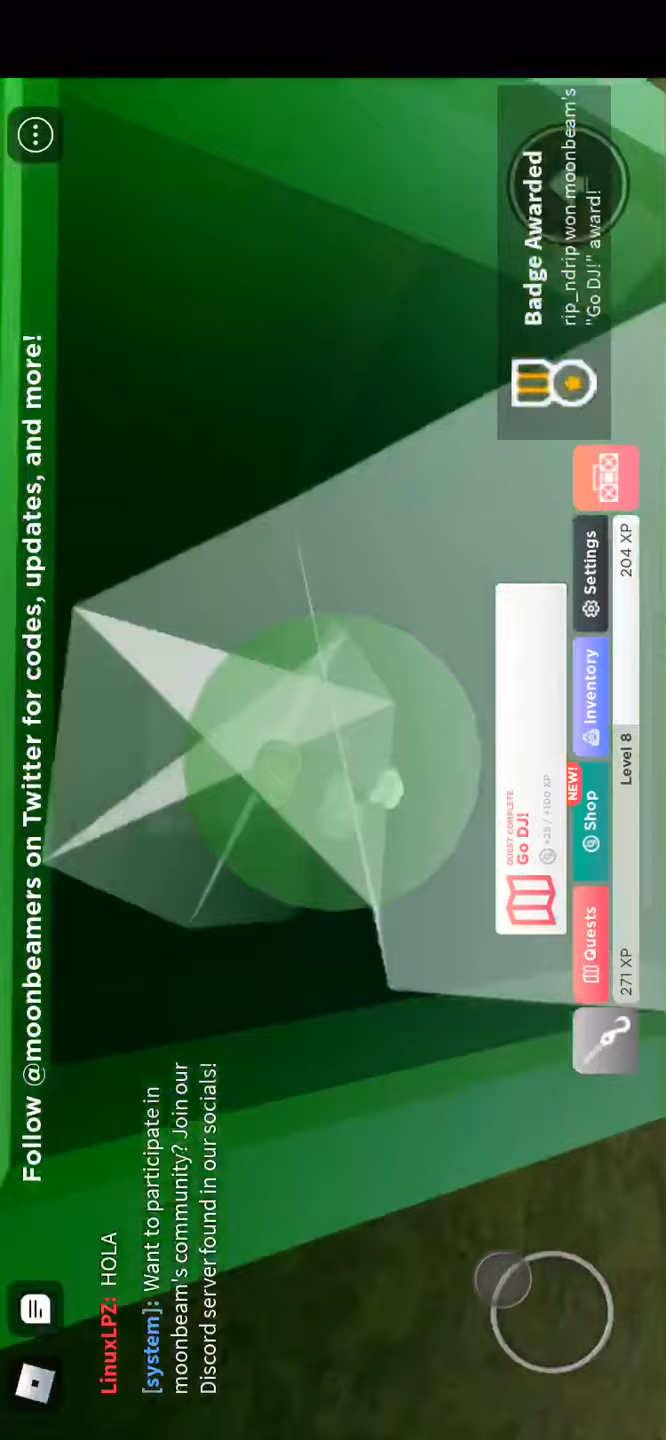 Follow @moonbeamers on Twitter for codes, updates, and more!
LinuxLPZ: HOLA
[system]: Want to participate in
moonbeam's community? Join our
Discord server found in our socials!
Badge Awarded
rip_ndrip won moonbeam's
"Go DJ!" award!
QUEST COMPLETE
Go DJ!
+25 / +100 XP
NEW!
Quests
Shop
Inventory
Settings
271 XP
Level 8
204 XP